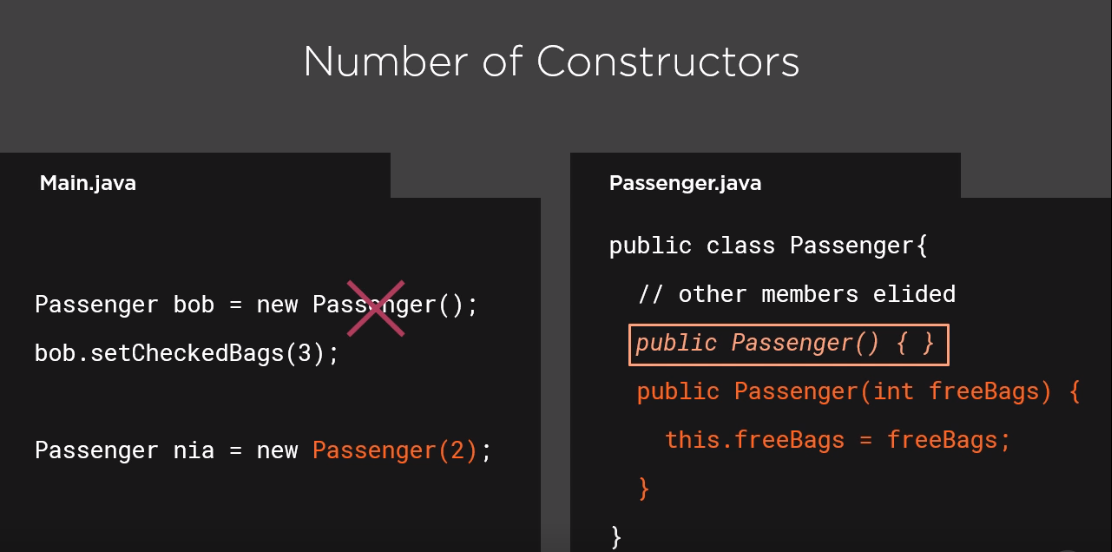 Number of Constructors
Main.java
Passenger bob = new Passenger();
bob.setCheckedBags(3);
Passenger nia = new Passenger(2);
Passenger.java
public class Passenger{
// other members elided
public Passenger() { }
public Passenger(int freeBags) {
this.freeBags = freeBags;
}
}